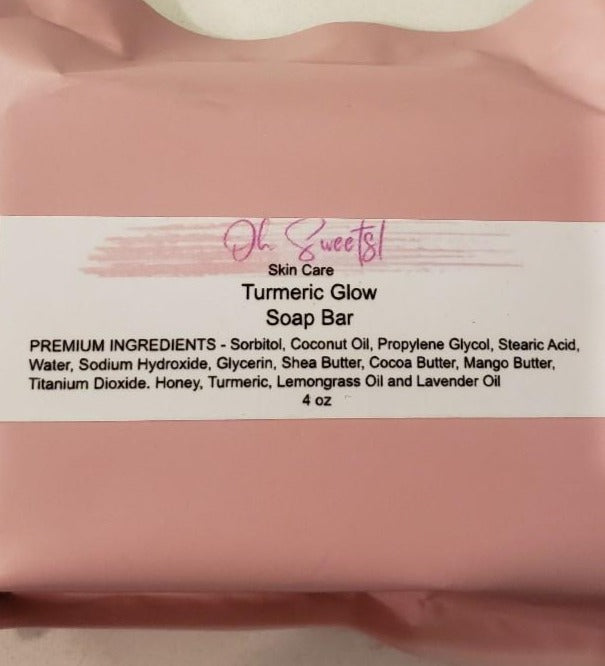 Oh Sweets!
Skin Care
Turmeric Glow
Soap Bar
PREMIUM INGREDIENTS - Sorbitol, Coconut Oil, Propylene Glycol, Stearic Acid,
Water, Sodium Hydroxide, Glycerin, Shea Butter, Cocoa Butter, Mango Butter,
Titanium Dioxide. Honey, Turmeric, Lemongrass Oil and Lavender Oil
4 oz